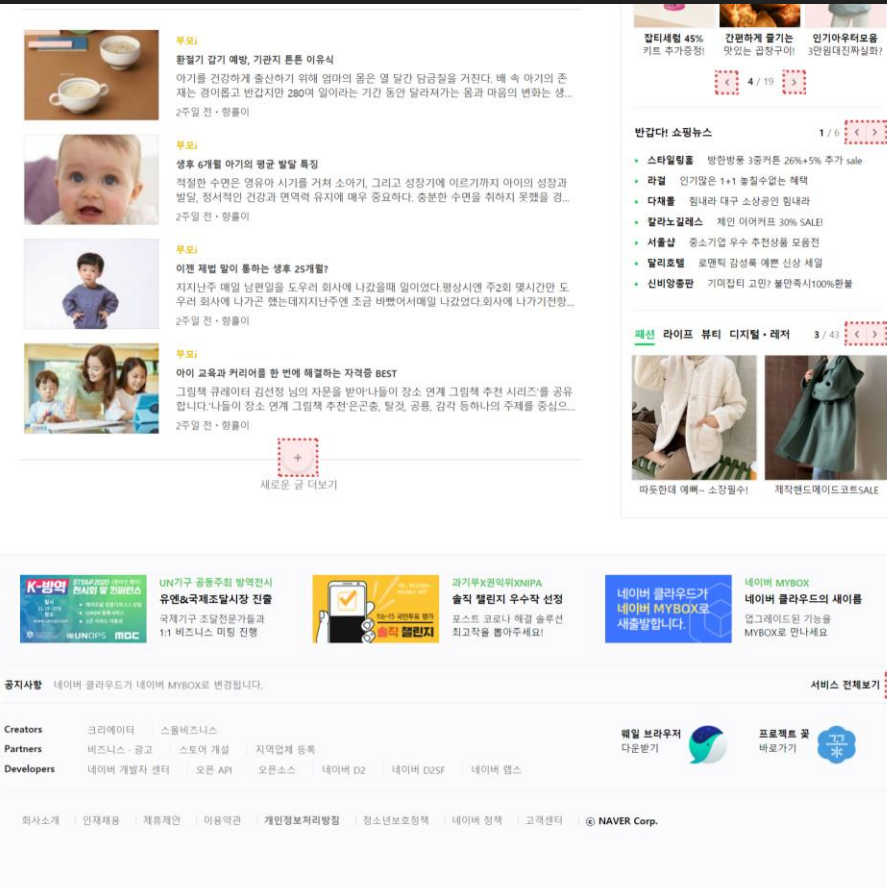 부모i
환절기 감기 예방, 기관지 튼튼 이유식
아기를 건강하게 출산하기 위해 엄마의 몸은 열 달간 담금질을 거친다. 배 속 아기의 존
재는 경이롭고 반갑지만 280여 일이라는 기간 동안 달라져가는 몸과 마음의 변화는 생...
2주일 전 • 향률이
부모i
생후 6개월 아기의 평균 발달 특징
적절한 수면은 영유아 시기를 거쳐 소아기, 그리고 성장기에 이르기까지 아이의 성장과
발달, 정서적인 건강과 면역력 유지에 매우 중요하다. 충분한 수면을 취하지 못했을 경...
2주일 전 • 향률이
부모i
이젠 제법 말이 통하는 생후 25개월?
지지난주 매일 남편일을 도우러 회사에 나갔을때 일이었다.평상시엔 주2회 몇시간만 도
우러 회사에 나가곤 했는데지지난주엔 조금 바빴어서매일 나갔었다.회사에 나가기전항...
2주일 전 • 향률이
부모i
아이 교육과 커리어를 한 번에 해결하는 자격증 BEST
그림책 큐레이터 김선정 님의 자문을 받아'나들이 장소 연계 그림책 추천 시리즈'를 공유
합니다.'나들이 장소 연계 그림책 추천'은곤충, 탈것, 공룡, 감각 등하나의 주제를 중심으...
2주일 전 • 향률이
+
새로운 글 더보기
잡티세럼 45%
키트 추가증정!
간편하게 즐기는
맛있는 곱창구이!
인기아우터모음
3만원대진짜실화?
< 4 / 19 >
반갑다! 쇼핑뉴스 1 / 6 < >
스타일링홈 방한방풍 3중커튼 26%+5% 추가 sale
라걸 인기많은 1+1 놓칠수없는 혜택
다채몰 힘내라 대구 소상공인 힘내라
칼라노길레스 체인 이어커프 30% SALE!
서울샵 중소기업 우수 추천상품 모음전
달리호텔 로맨틱 감성룩 예쁜 신상 세일
신비앙총판 기미잡티 고민? 불만족시100%환불
패션 라이프 뷰티 디지털 • 레저 3 / 43 < >
따듯한데 예뻐~ 소장필수!
제작핸드메이드코트SALE
K-방역
STS&P 2020
전시회 및 컨퍼런스
UNOPS MBC
UN기구 공동주최 방역전시
유엔&국제조달시장 진출
국제기구 조달전문가들과
1:1 비즈니스 미팅 진행
솔직 챌린지
과기부X권익위XNIPA
솔직 챌린지 우수작 선정
포스트 코로나 해결 솔루션
최고작을 뽑아주세요!
네이버 클라우드가
네이버 MYBOX로
새출발합니다.
네이버 MYBOX
네이버 클라우드의 새이름
업그레이드된 기능을
MYBOX로 만나세요
공지사항 네이버 클라우드가 네이버 MYBOX로 변경됩니다.
서비스 전체보기
Creators 크리에이터 스몰비즈니스
Partners 비즈니스 · 광고 스토어 개설 지역업체 등록
Developers 네이버 개발자 센터 오픈 API 오픈소스 네이버 D2 네이버 D2SF 네이버 랩스
웨일 브라우저
다운받기
프로젝트 꽃
바로가기
회사소개 인재채용 제휴제안 이용약관 개인정보처리방침 청소년보호정책 네이버 정책 고객센터 ⓒ NAVER Corp.